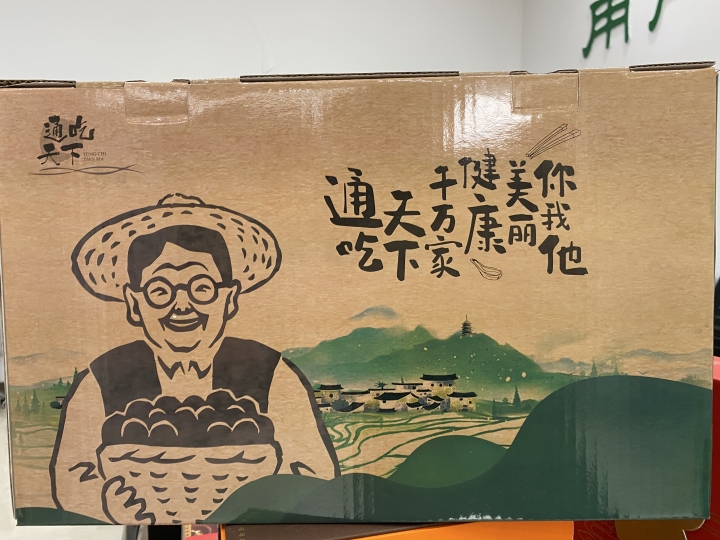 通吃
天下
TONG CHI
TIAN XIA
通吃
天下
千万家
健康
美丽
你我他
用